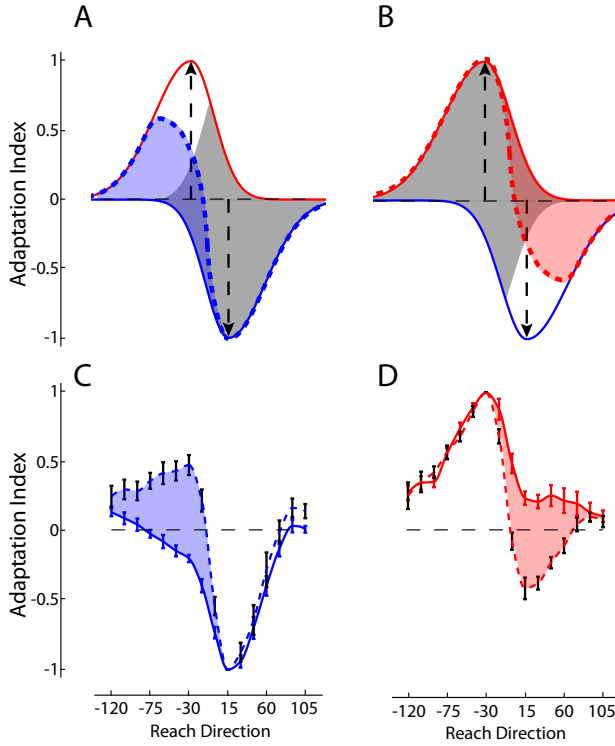 A
B
Adaptation Index
1
0.5
0
-0.5
-1
C
D
Adaptation Index
1
0.5
0
-0.5
-1
-120 -75 -30 15 60 105
-120 -75 -30 15 60 105
Reach Direction
Reach Direction